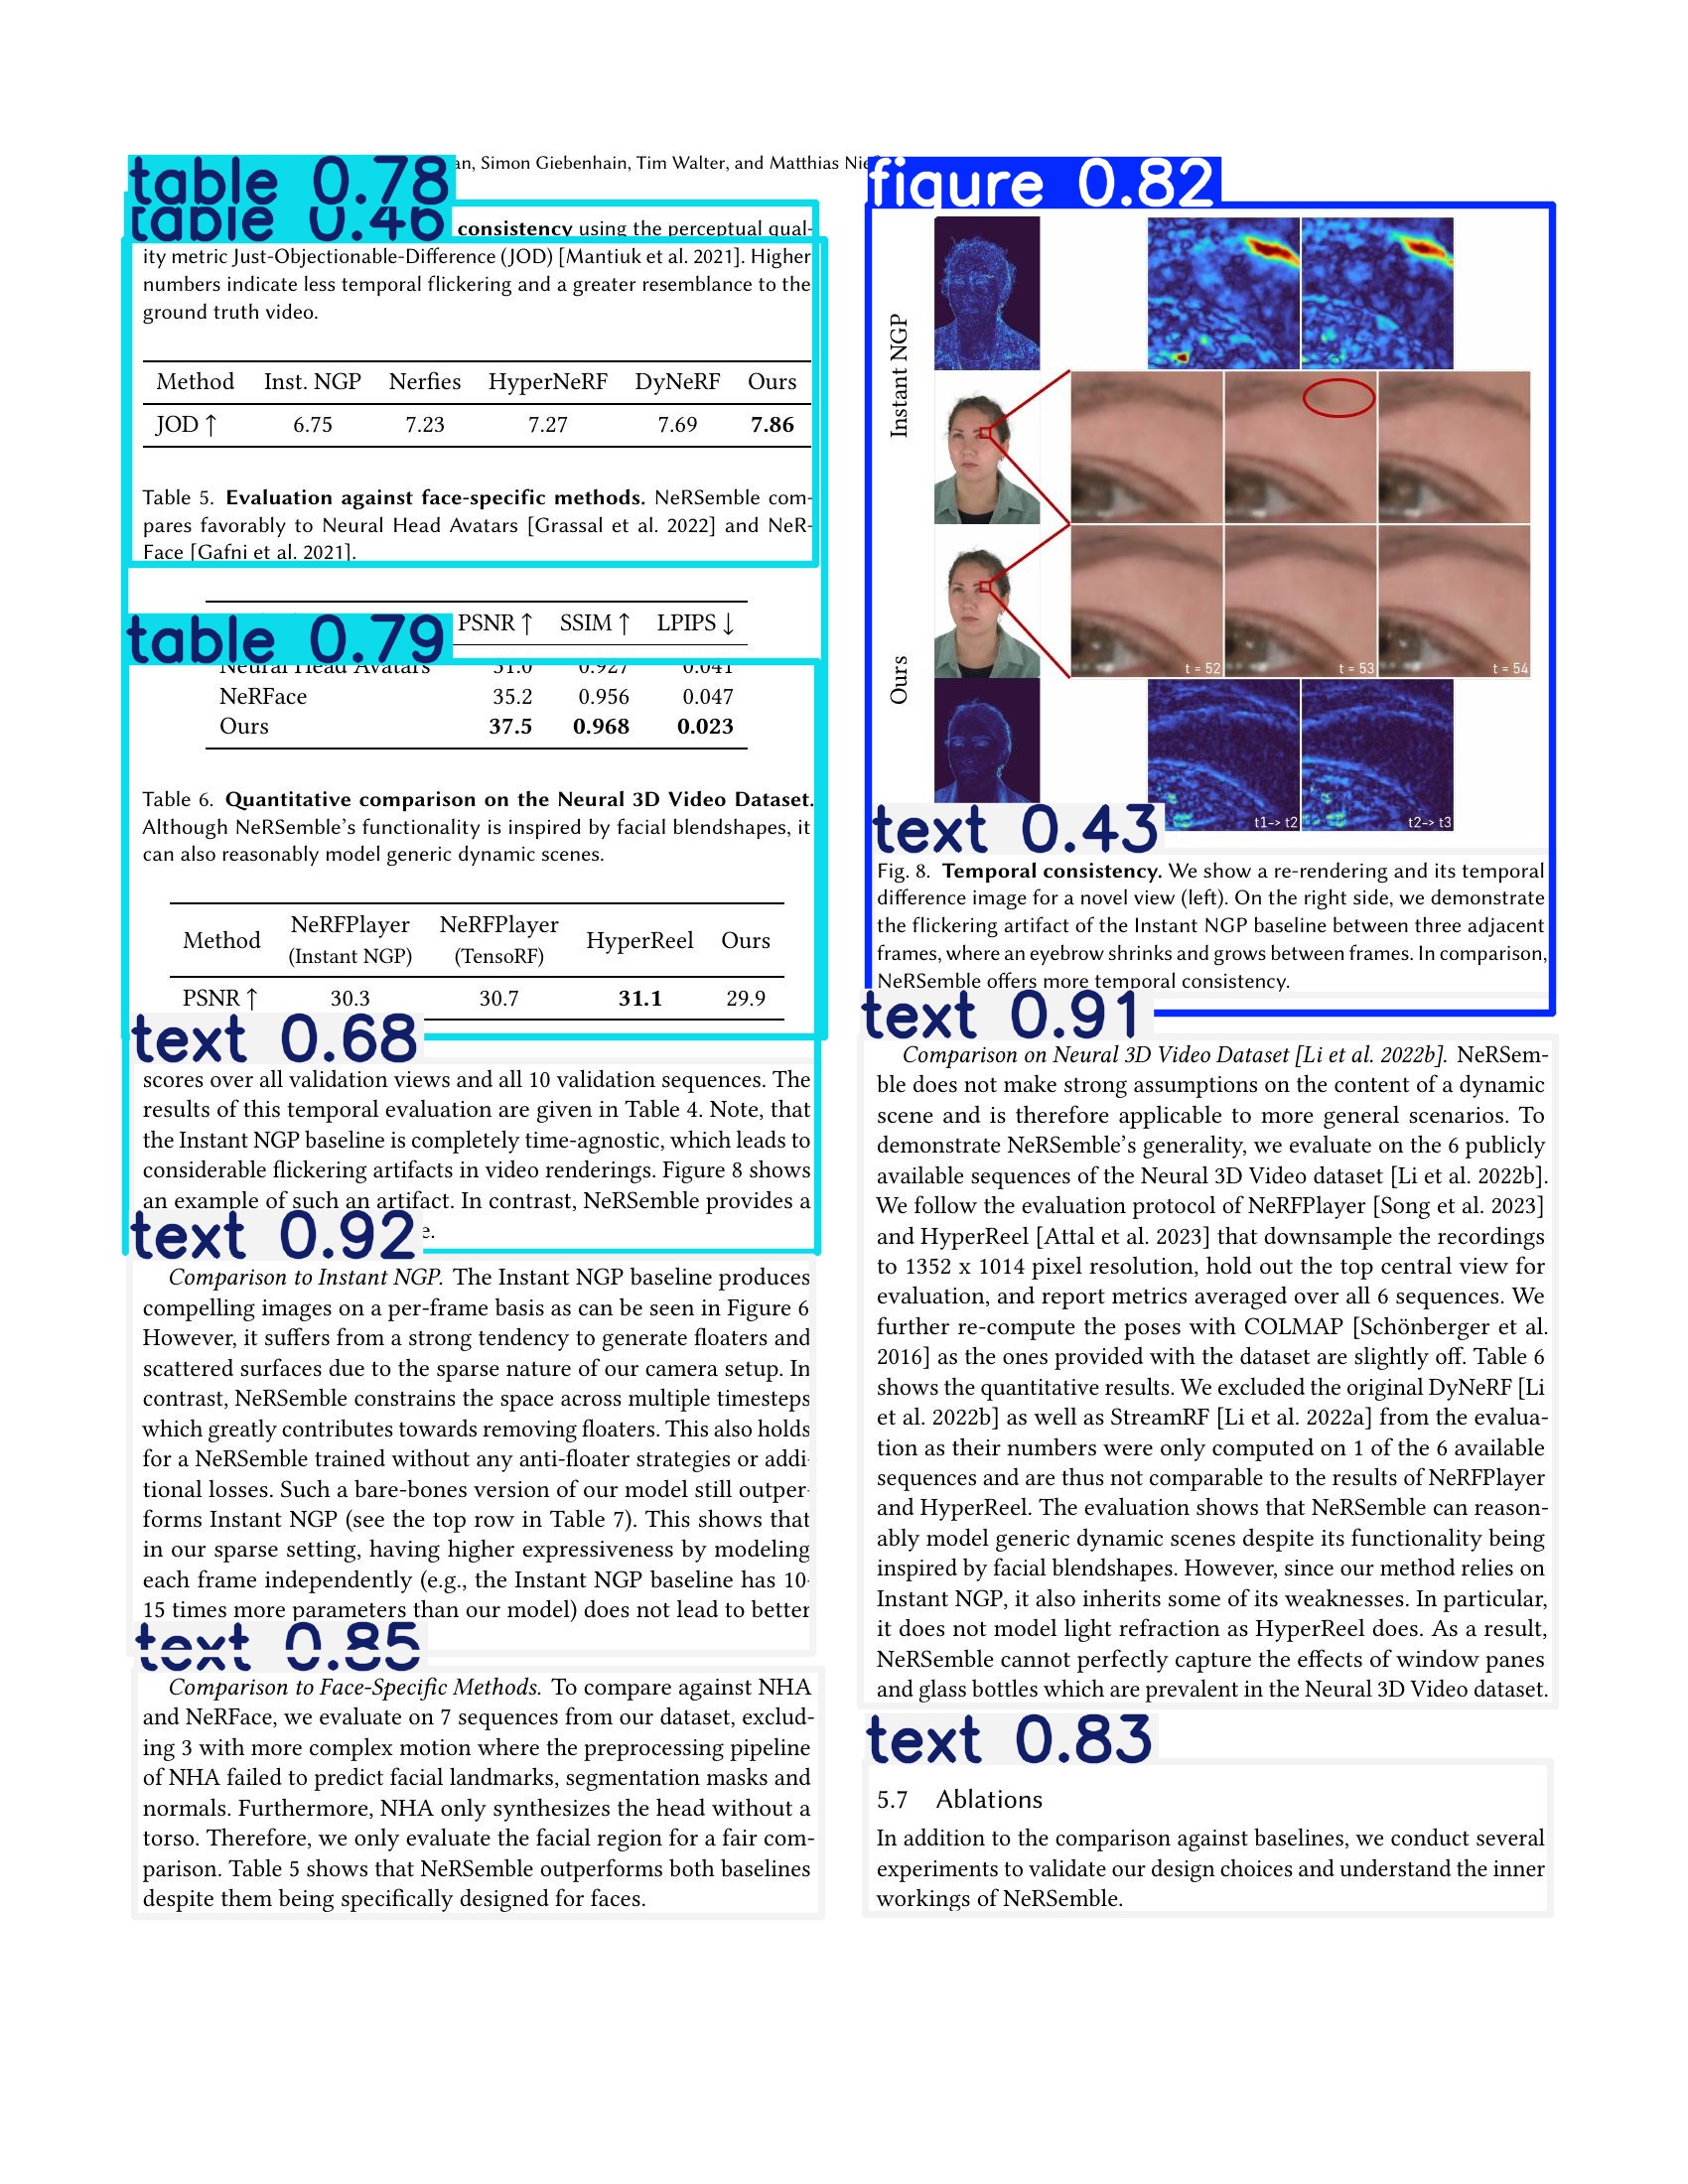 table 0.78
an, Simon Giebenhain, Tim Walter, and Matthias
table 0.46
consistency using the perceptual qual-
ity metric Just-Objectionable-Difference (JOD) [Mantiuk et al. 2021]. Higher
numbers indicate less temporal flickering and a greater resemblance to the
ground truth video.
Method Inst. NGP Nerfies HyperNeRF DyNeRF Ours
JOD ↑ 6.75 7.23 7.27 7.69 7.86
Table 5. Evaluation against face-specific methods. NeRSemble com-
pares favorably to Neural Head Avatars [Grassal et al. 2022] and NeR-
Face [Gafni et al. 2021].
PSNR ↑ SSIM ↑ LPIPS ↓
table 0.79
Neural Head Avatars 31.0 0.927 0.041
NeRFace 35.2 0.956 0.047
Ours 37.5 0.968 0.023
Table 6. Quantitative comparison on the Neural 3D Video Dataset.
Although NeRSemble's functionality is inspired by facial blendshapes, it
can also reasonably model generic dynamic scenes.
Method NeRFPlayer NeRFPlayer HyperReel Ours
(Instant NGP) (TensoRF)
PSNR ↑ 30.3 30.7 31.1 29.9
text 0.68
scores over all validation views and all 10 validation sequences. The
results of this temporal evaluation are given in Table 4. Note, that
the Instant NGP baseline is completely time-agnostic, which leads to
considerable flickering artifacts in video renderings. Figure 8 shows
an example of such an artifact. In contrast, NeRSemble provides a
text 0.92 e.
Comparison to Instant NGP. The Instant NGP baseline produces
compelling images on a per-frame basis as can be seen in Figure 6
However, it suffers from a strong tendency to generate floaters and
scattered surfaces due to the sparse nature of our camera setup. In
contrast, NeRSemble constrains the space across multiple timesteps
which greatly contributes towards removing floaters. This also holds
for a NeRSemble trained without any anti-floater strategies or addi-
tional losses. Such a bare-bones version of our model still outper-
forms Instant NGP (see the top row in Table 7). This shows that
in our sparse setting, having higher expressiveness by modeling
each frame independently (e.g., the Instant NGP baseline has 10-
15 times more parameters than our model) does not lead to better
text 0.85
Comparison to Face-Specific Methods. To compare against NHA
and NeRFace, we evaluate on 7 sequences from our dataset, exclud-
ing 3 with more complex motion where the preprocessing pipeline
of NHA failed to predict facial landmarks, segmentation masks and
normals. Furthermore, NHA only synthesizes the head without a
torso. Therefore, we only evaluate the facial region for a fair com-
parison. Table 5 shows that NeRSemble outperforms both baselines
despite them being specifically designed for faces.
figure 0.82
Instant NGP
Ours
t = 52 t = 53 t = 54
t1-> t2 t2-> t3
text 0.43
Fig. 8. Temporal consistency. We show a re-rendering and its temporal
difference image for a novel view (left). On the right side, we demonstrate
the flickering artifact of the Instant NGP baseline between three adjacent
frames, where an eyebrow shrinks and grows between frames. In comparison,
NeRSemble offers more temporal consistency.
text 0.91
Comparison on Neural 3D Video Dataset [Li et al. 2022b]. NeRSem-
ble does not make strong assumptions on the content of a dynamic
scene and is therefore applicable to more general scenarios. To
demonstrate NeRSemble's generality, we evaluate on the 6 publicly
available sequences of the Neural 3D Video dataset [Li et al. 2022b].
We follow the evaluation protocol of NeRFPlayer [Song et al. 2023]
and HyperReel [Attal et al. 2023] that downsample the recordings
to 1352 x 1014 pixel resolution, hold out the top central view for
evaluation, and report metrics averaged over all 6 sequences. We
further re-compute the poses with COLMAP [Schönberger et al.
2016] as the ones provided with the dataset are slightly off. Table 6
shows the quantitative results. We excluded the original DyNeRF [Li
et al. 2022b] as well as StreamRF [Li et al. 2022a] from the evalua-
tion as their numbers were only computed on 1 of the 6 available
sequences and are thus not comparable to the results of NeRFPlayer
and HyperReel. The evaluation shows that NeRSemble can reason-
ably model generic dynamic scenes despite its functionality being
inspired by facial blendshapes. However, since our method relies on
Instant NGP, it also inherits some of its weaknesses. In particular,
it does not model light refraction as HyperReel does. As a result,
NeRSemble cannot perfectly capture the effects of window panes
and glass bottles which are prevalent in the Neural 3D Video dataset.
text 0.83
5.7 Ablations
In addition to the comparison against baselines, we conduct several
experiments to validate our design choices and understand the inner
workings of NeRSemble.